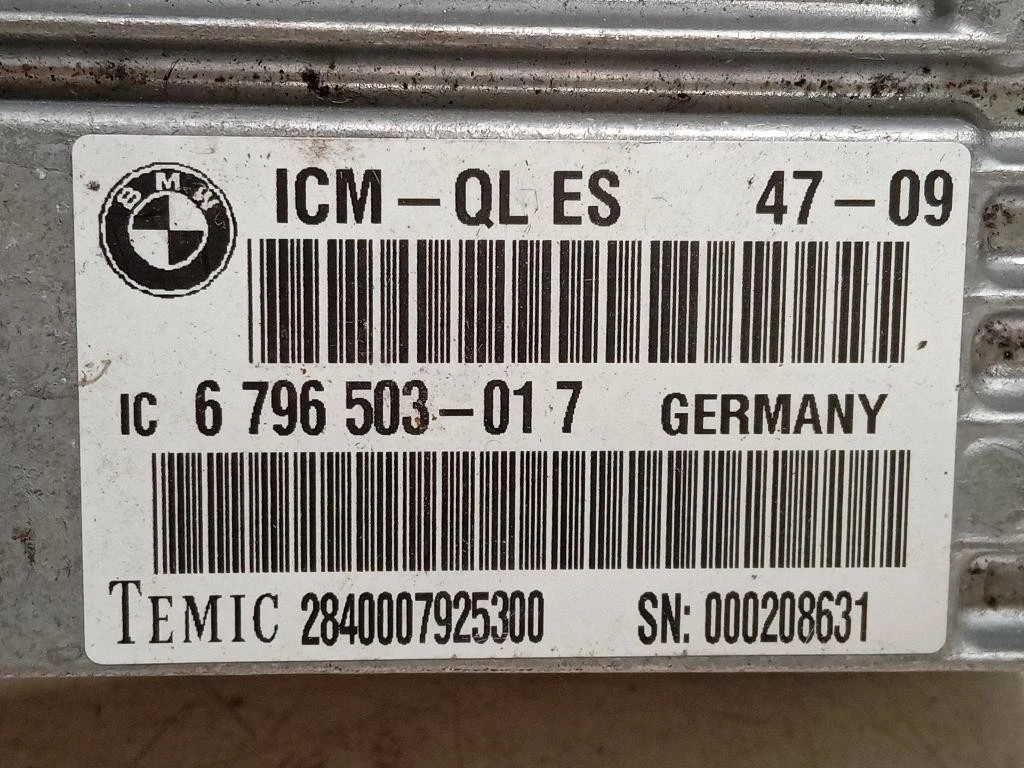 BMW
ICM-QL ES 47-09
IC 6 796 503-01 7 GERMANY
TEMIC 2840007925300 SN: 000208631